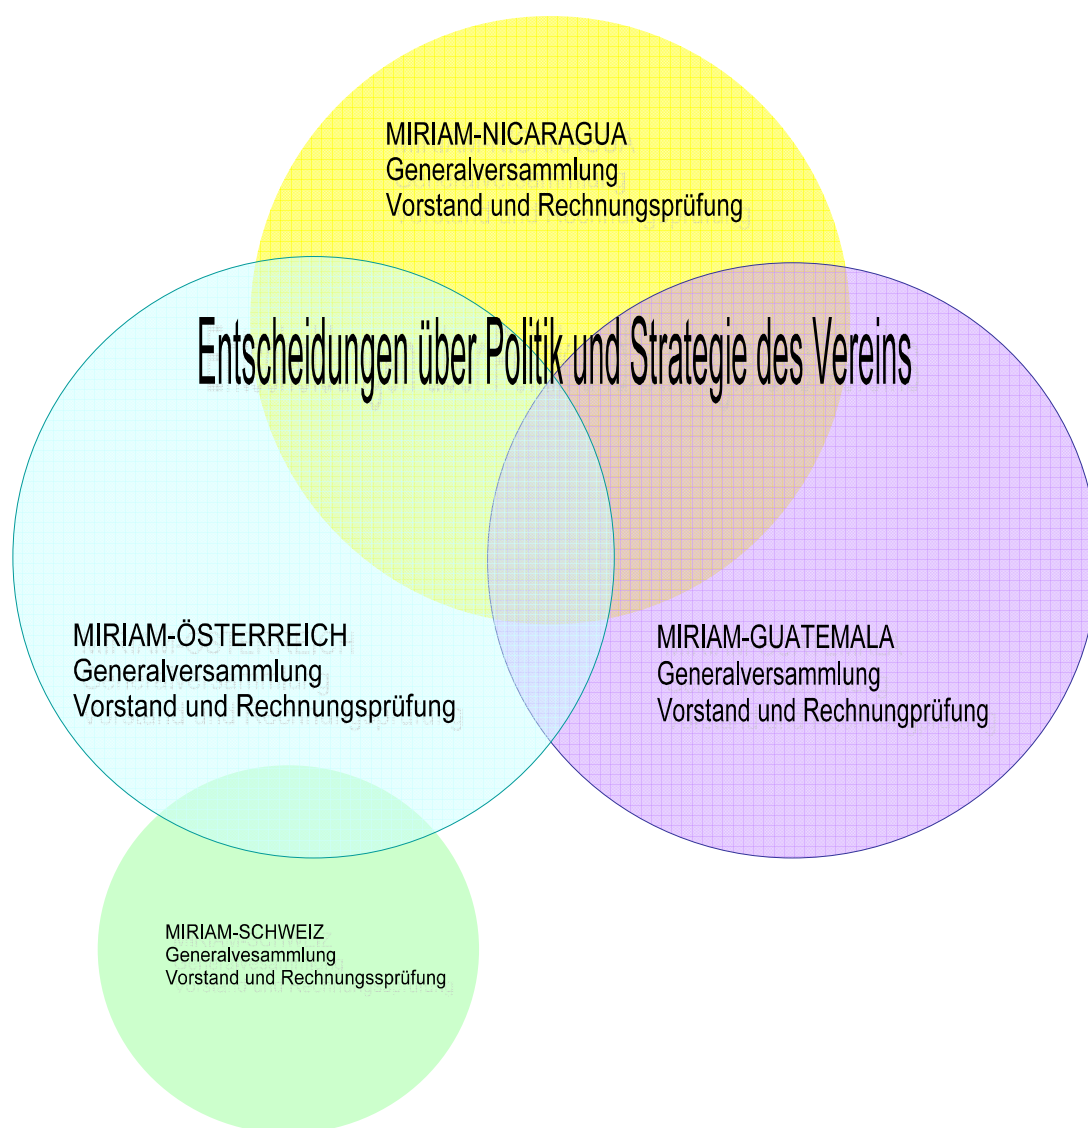 MIRIAM-NICARAGUA
Generalversammlung
Vorstand und Rechnungsprüfung
Entscheidungen über Politik und Strategie des Vereins
MIRIAM-ÖSTERREICH
Generalversammlung
Vorstand und Rechnungsprüfung
MIRIAM-GUATEMALA
Generalversammlung
Vorstand und Rechnungprüfung
MIRIAM-SCHWEIZ
Generalvesammlung
Vorstand und Rechnungssprüfung